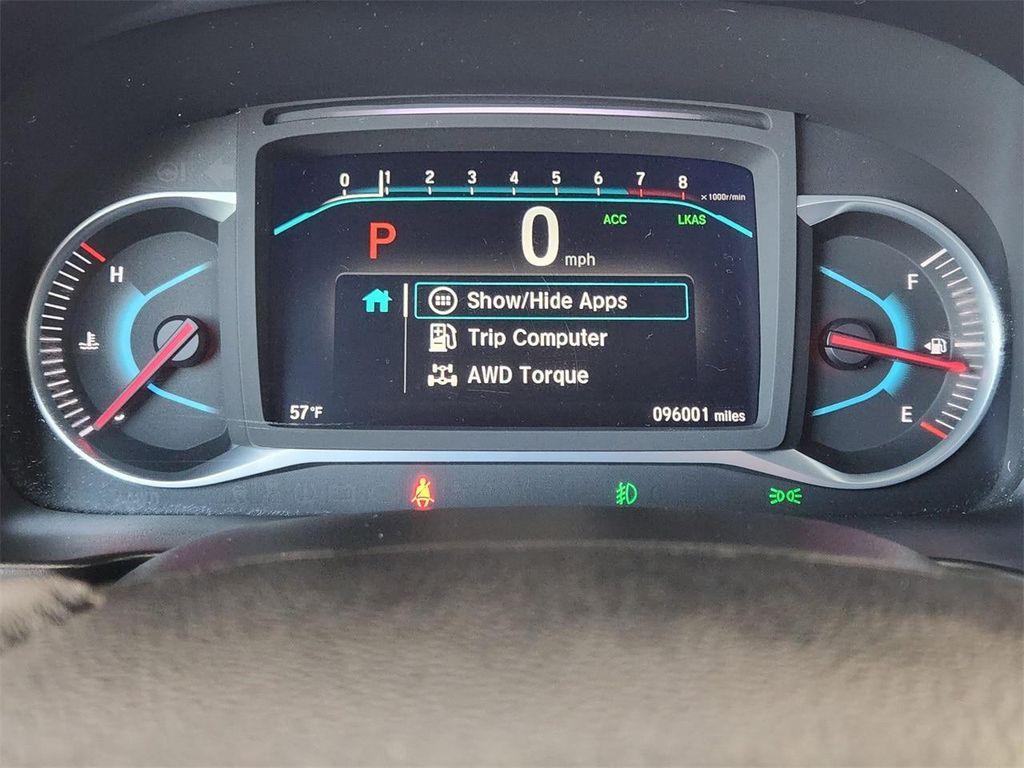 0 1 2 3 4 5 6 7 8
×1000r/min
P 0 mph ACC LKAS
H
F
Show/Hide Apps
Trip Computer
AWD Torque
E
57°F
096001 miles